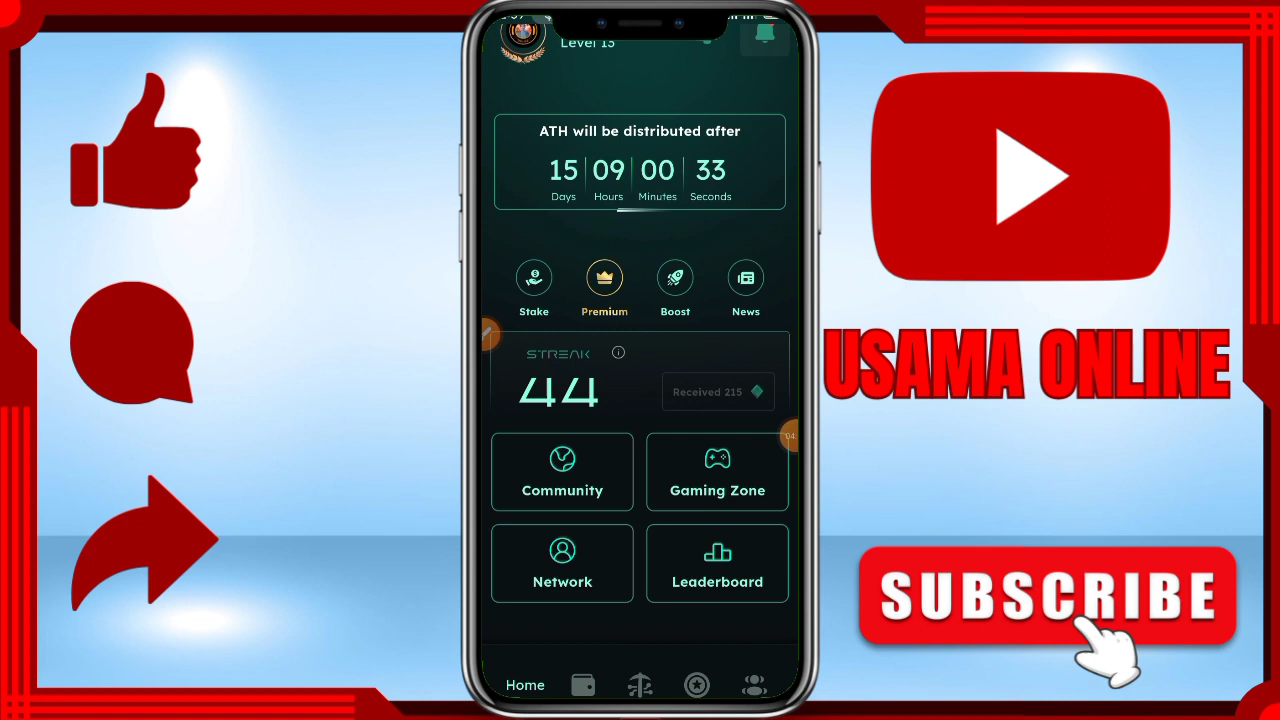 Level 13
ATH will be distributed after
15 09 00 33
Days Hours Minutes Seconds
Stake Premium Boost News
STREAK
44
Received 215
Community Gaming Zone
Network Leaderboard
Home
USAMA ONLINE
SUBSCRIBE